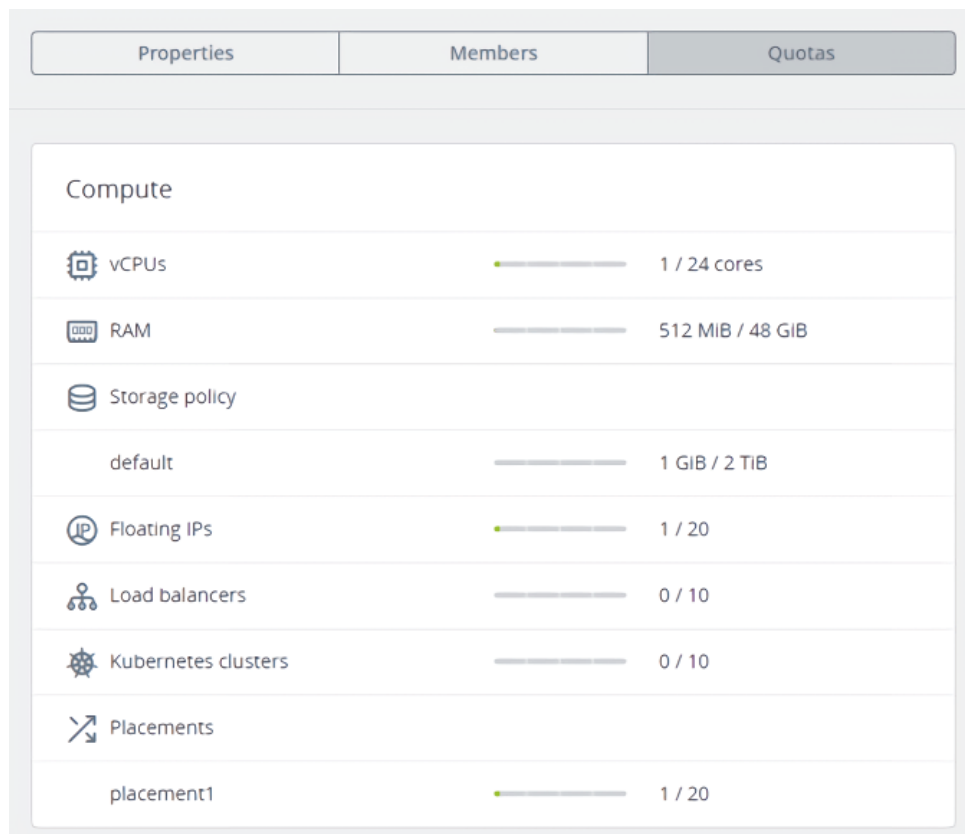 Properties Members Quotas
Compute
vCPUs 1 / 24 cores
RAM 512 MiB / 48 GiB
Storage policy
default 1 GiB / 2 TiB
IP Floating IPs 1 / 20
Load balancers 0 / 10
Kubernetes clusters 0 / 10
Placements
placement1 1 / 20